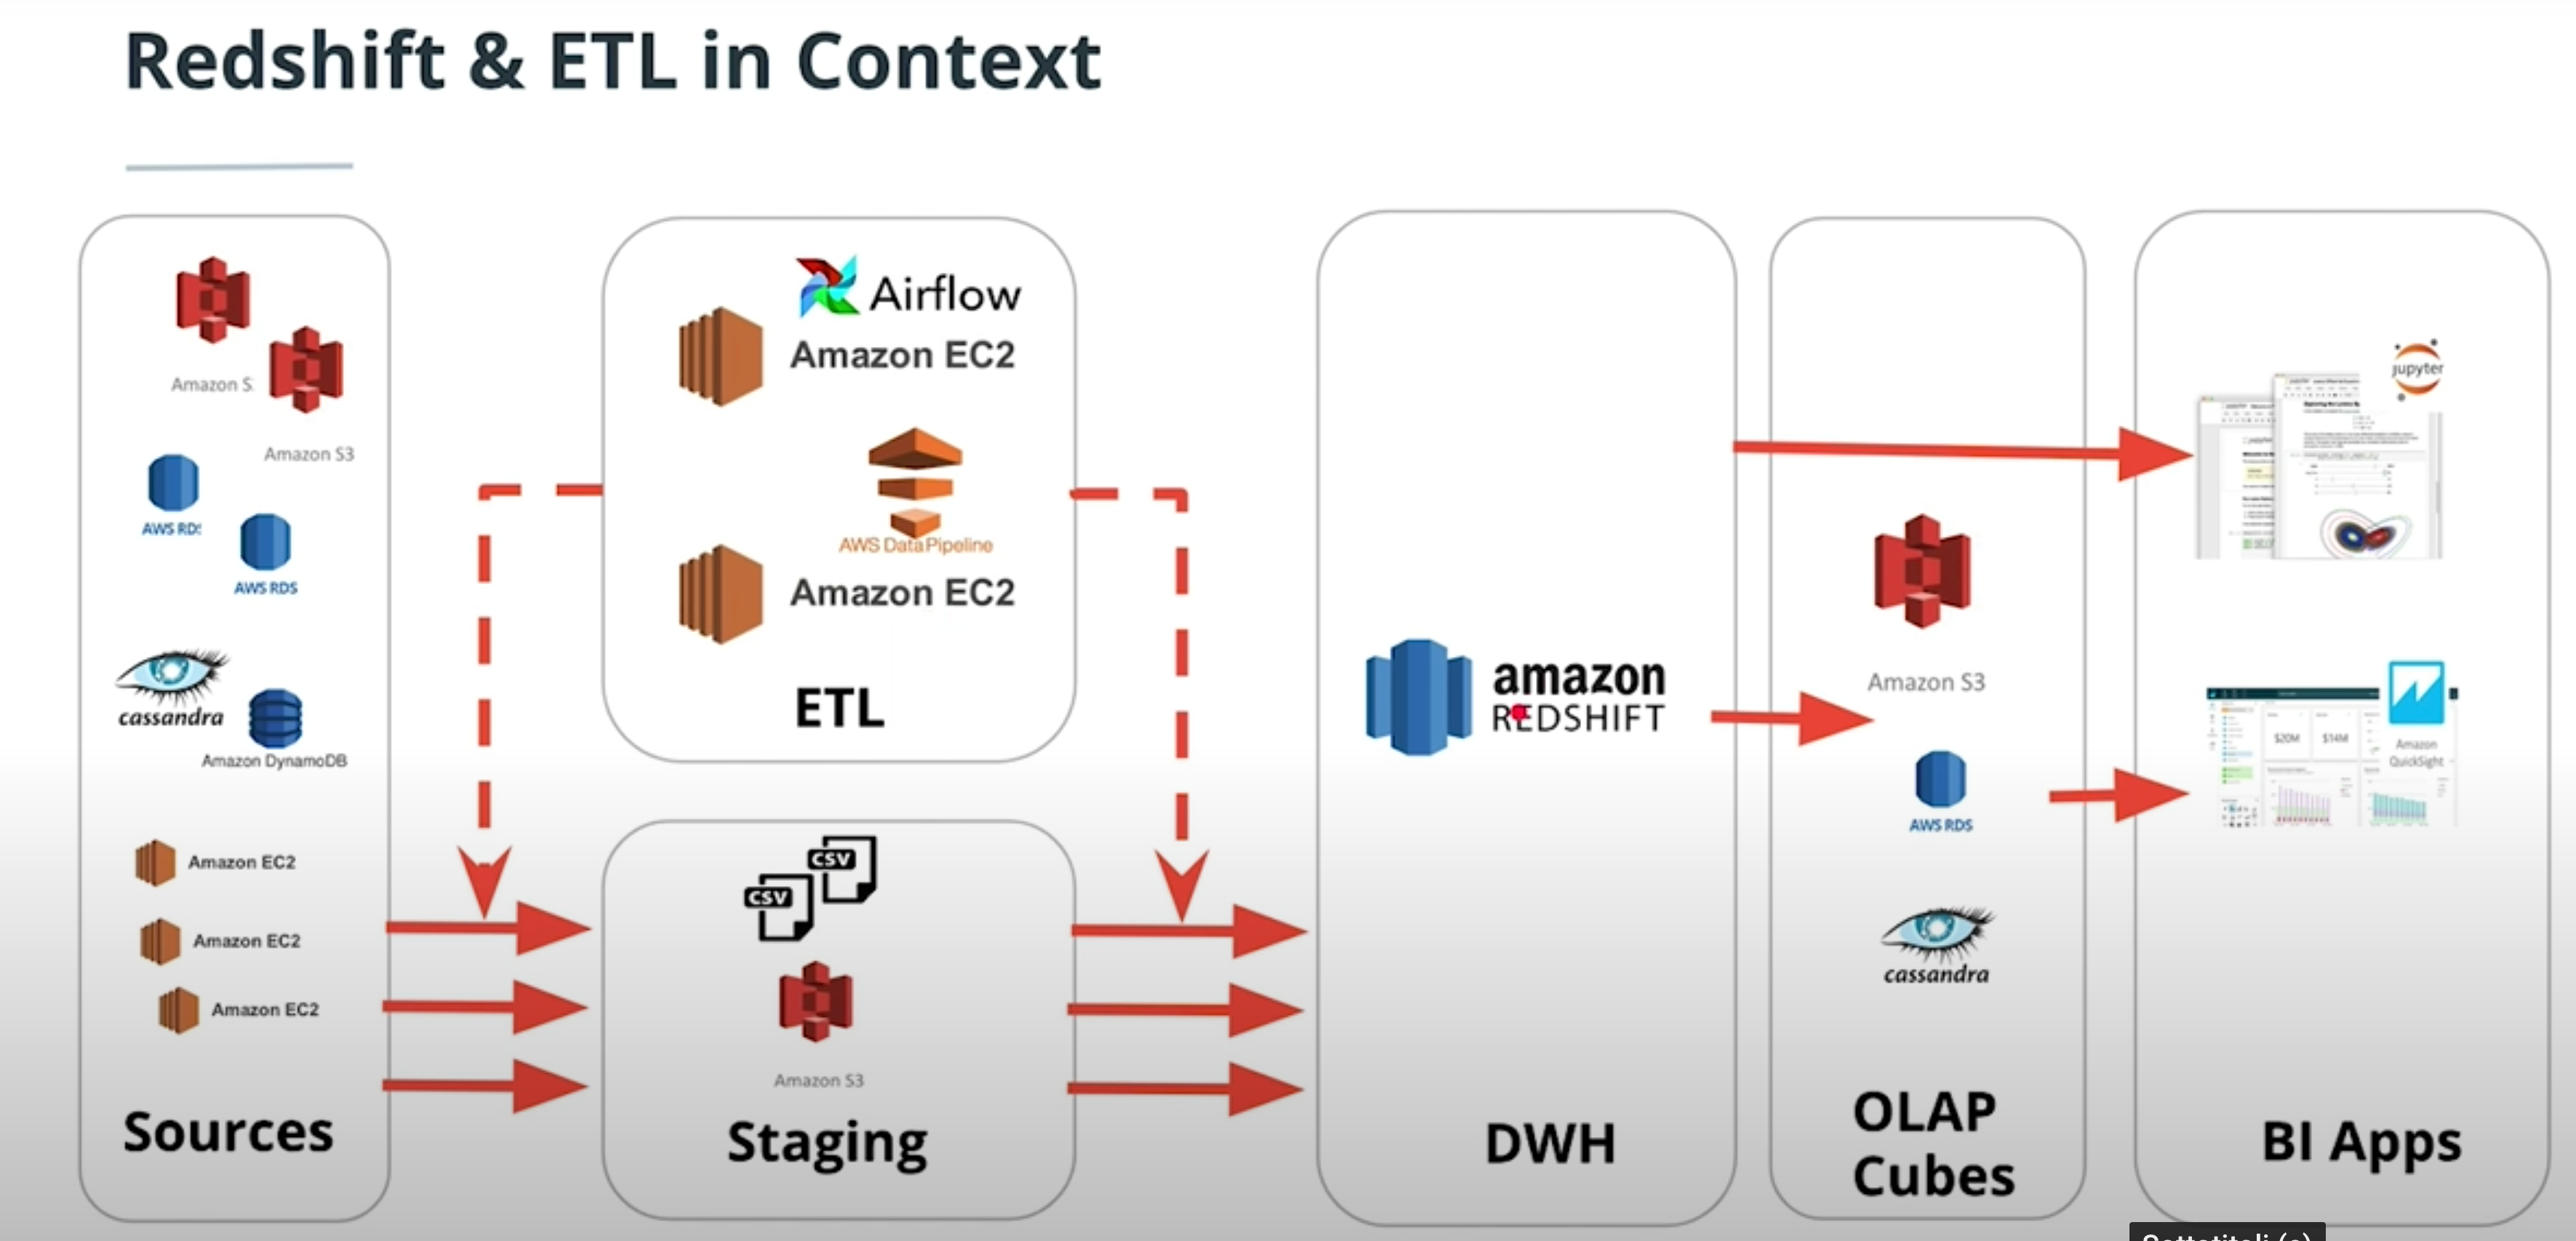 Redshift & ETL in Context
Amazon S
Amazon S3
AWS RDS
AWS RDS
cassandra
Amazon DynamoDB
Amazon EC2
Amazon EC2
Amazon EC2
Sources
Airflow
Amazon EC2
AWS Data Pipeline
Amazon EC2
ETL
CSV
CSV
Amazon S3
Staging
amazon
REDSHIFT
DWH
Amazon S3
AWS RDS
cassandra
OLAP
Cubes
jupyter
$20M
$14M
Amazon
QuickSight
BI Apps